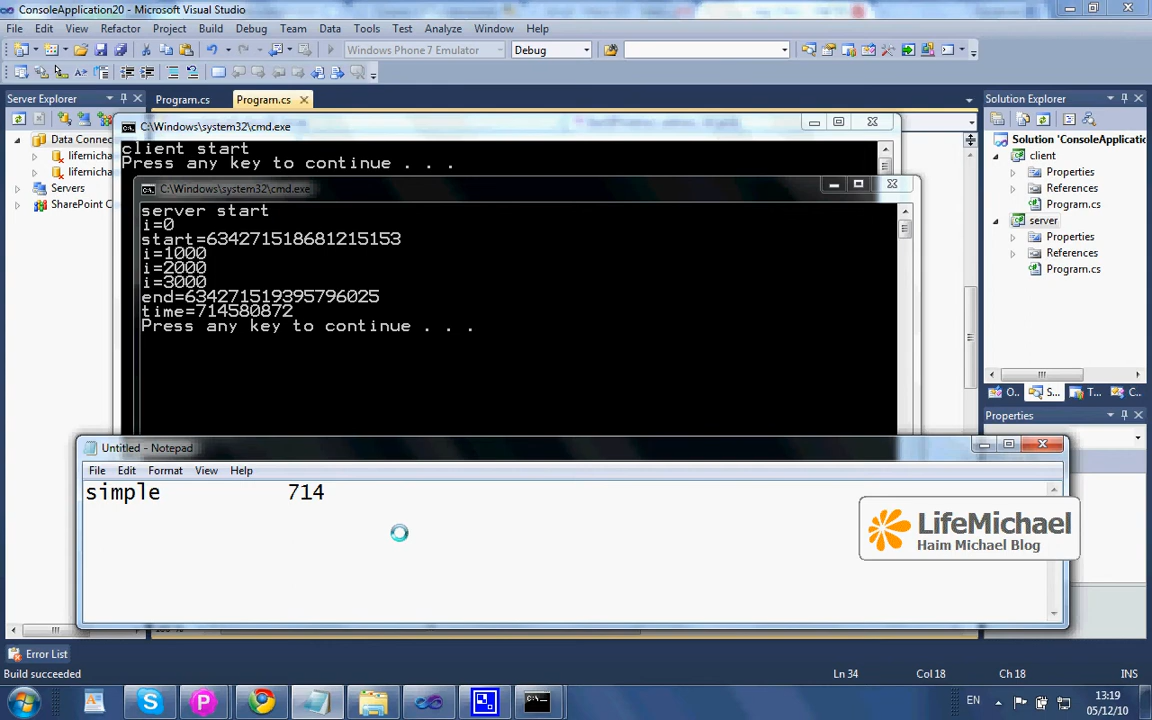 ConsoleApplication20 - Microsoft Visual Studio
File Edit View Refactor Project Build Debug Team Data Tools Test Analyze Window Help
Windows Phone 7 Emulator Debug
Server Explorer
Program.cs Program.cs
Solution Explorer
Data Connec
lifemicha
lifemicha
Servers
SharePoint C
C:\Windows\system32\cmd.exe
client start
Press any key to continue . . .
C:\Windows\system32\cmd.exe
server start
i=0
start=634271518681215153
i=1000
i=2000
i=3000
end=634271519395796025
time=714580872
Press any key to continue . . .
Solution 'ConsoleApplicatio
client
Properties
References
Program.cs
server
Properties
References
Program.cs
O.. S... T... C..
Properties
Untitled - Notepad
File Edit Format View Help
simple 714
LifeMichael
Haim Michael Blog
Error List
Build succeeded
Ln 34 Col 18 Ch 18 INS
EN
13:19
05/12/10